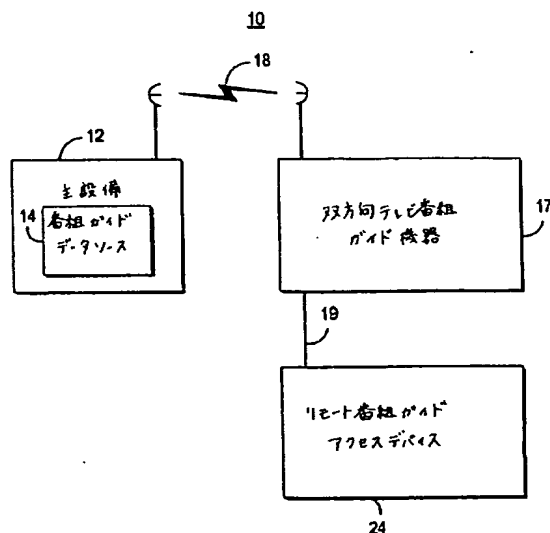 10
18
12
主設備
14
番組ガイド
データソース
双方向テレビ番組
ガイド機器
17
19
リモート番組ガイド
アクセスデバイス
24